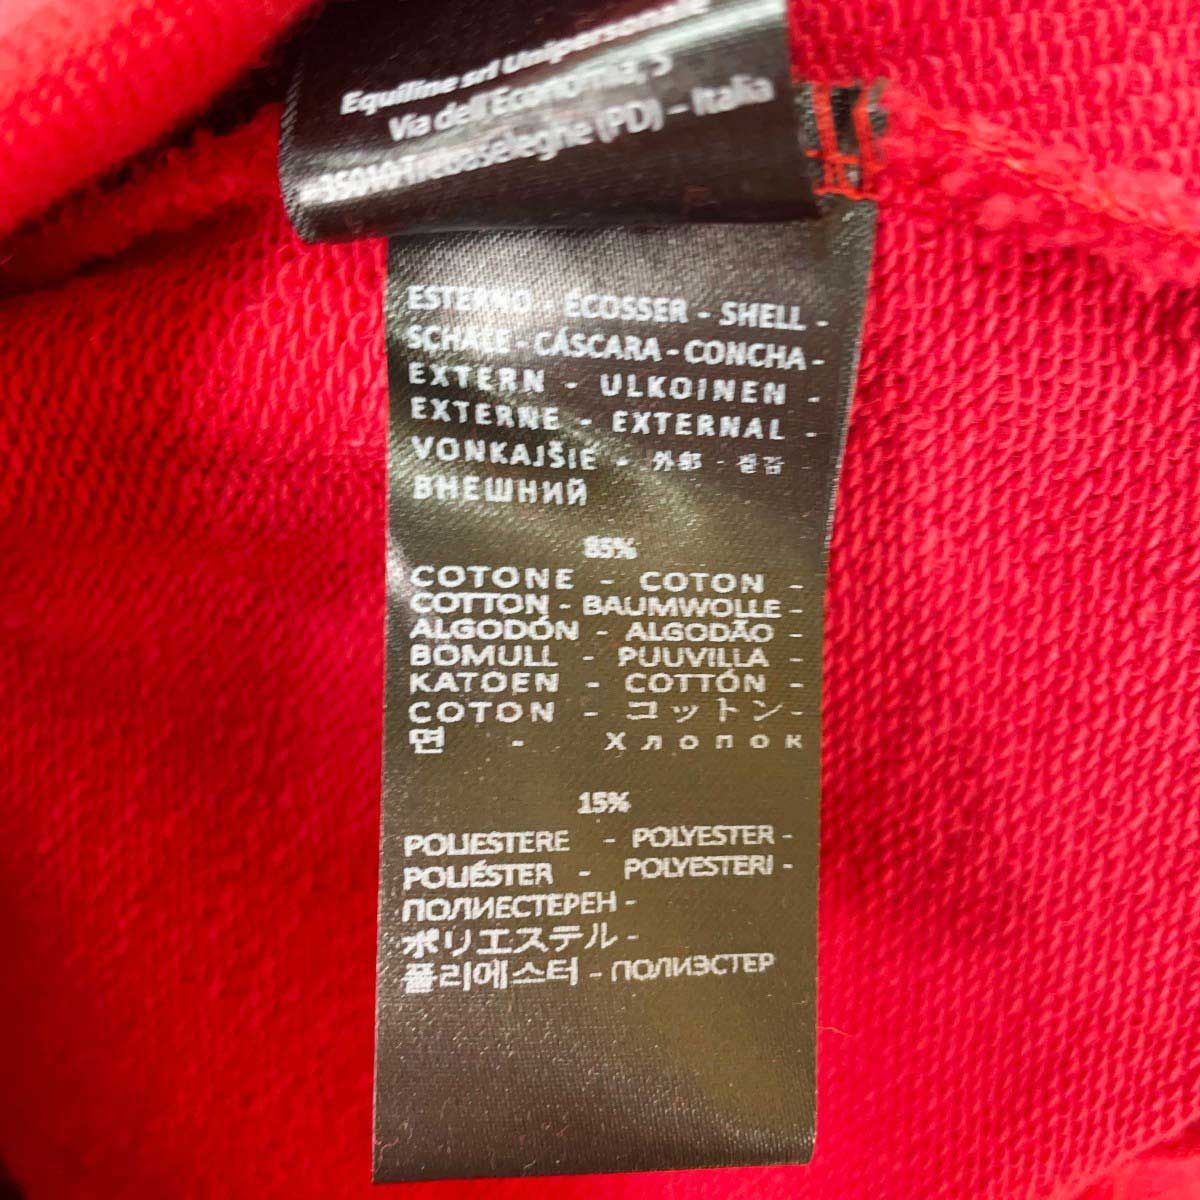 Equiline srl Unipersonale
Via dell'Economia, 5
35010 Trebaseleghe (PD) - Italia
ESTERNO - ÉCOSSER - SHELL -
SCHALE - CÁSCARA - CONCHA -
EXTERN - ULKOINEN -
EXTERNE - EXTERNAL -
VONKAJŠIE - 外部 - 겉감 -
ВНЕШНИЙ
85%
COTONE - COTON -
COTTON - BAUMWOLLE -
ALGODÓN - ALGODÃO -
BOMULL - PUUVILLA -
KATOEN - COTTÓN -
COTON - コットン -
면 - Хлопок
15%
POLIESTERE - POLYESTER -
POLIÉSTER - POLYESTERI -
ПОЛИЕСТЕРЕН -
ポリエステル -
폴리에스터 - ПОЛИЭСТЕР